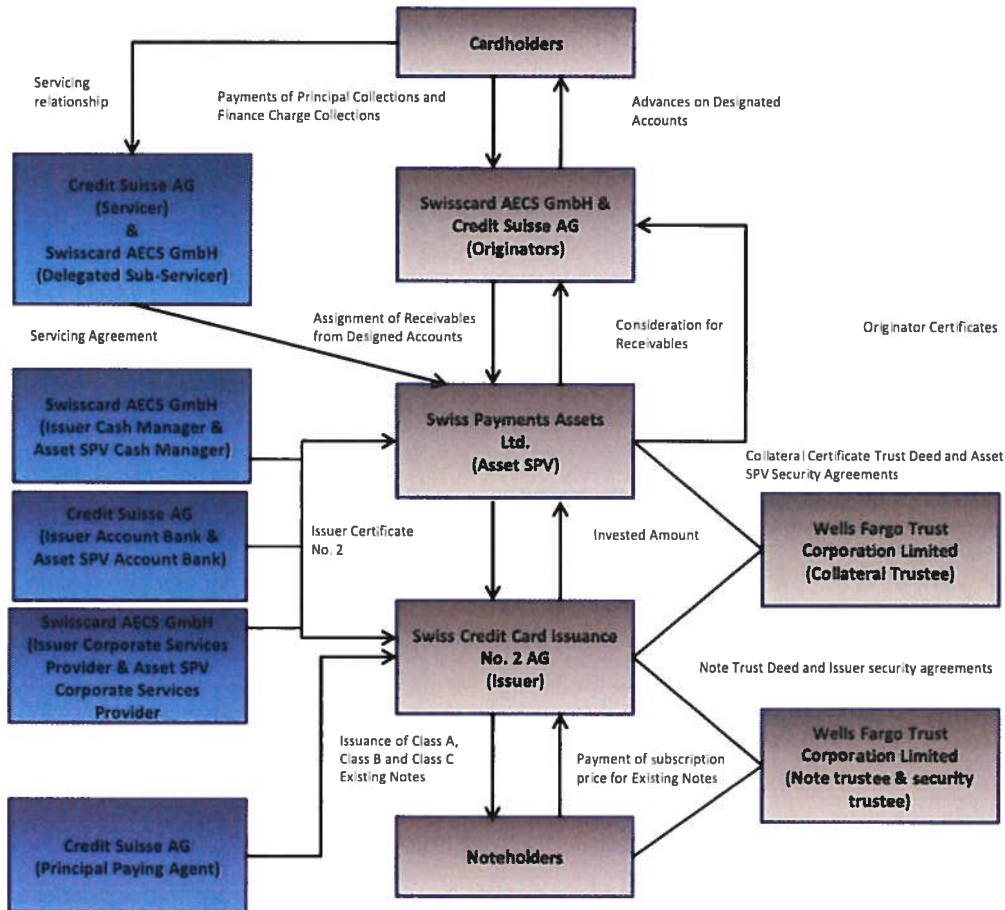 Cardholders
Servicing
relationship
Payments of Principal Collections and
Finance Charge Collections
Advances on Designated
Accounts
Credit Suisse AG
(Servicer)
&
Swisscard AECS GmbH
(Delegated Sub-Servicer)
Swisscard AECS GmbH &
Credit Suisse AG
(Originators)
Servicing Agreement
Assignment of Receivables
from Designed Accounts
Consideration for
Receivables
Originator Certificates
Swisscard AECS GmbH
(Issuer Cash Manager &
Asset SPV Cash Manager)
Swiss Payments Assets
Ltd.
(Asset SPV)
Collateral Certificate Trust Deed and Asset
SPV Security Agreements
Credit Suisse AG
(Issuer Account Bank &
Asset SPV Account Bank)
Issuer Certificate
No. 2
Invested Amount
Wells Fargo Trust
Corporation Limited
(Collateral Trustee)
Swisscard AECS GmbH
(Issuer Corporate Services
Provider & Asset SPV
Corporate Services
Provider
Swiss Credit Card issuance
No. 2 AG
(Issuer)
Note Trust Deed and Issuer security agreements
Issuance of Class A,
Class B and Class C
Existing Notes
Payment of subscription
price for Existing Notes
Wells Fargo Trust
Corporation Limited
(Note trustee & security
trustee)
Credit Suisse AG
(Principal Paying Agent)
Noteholders